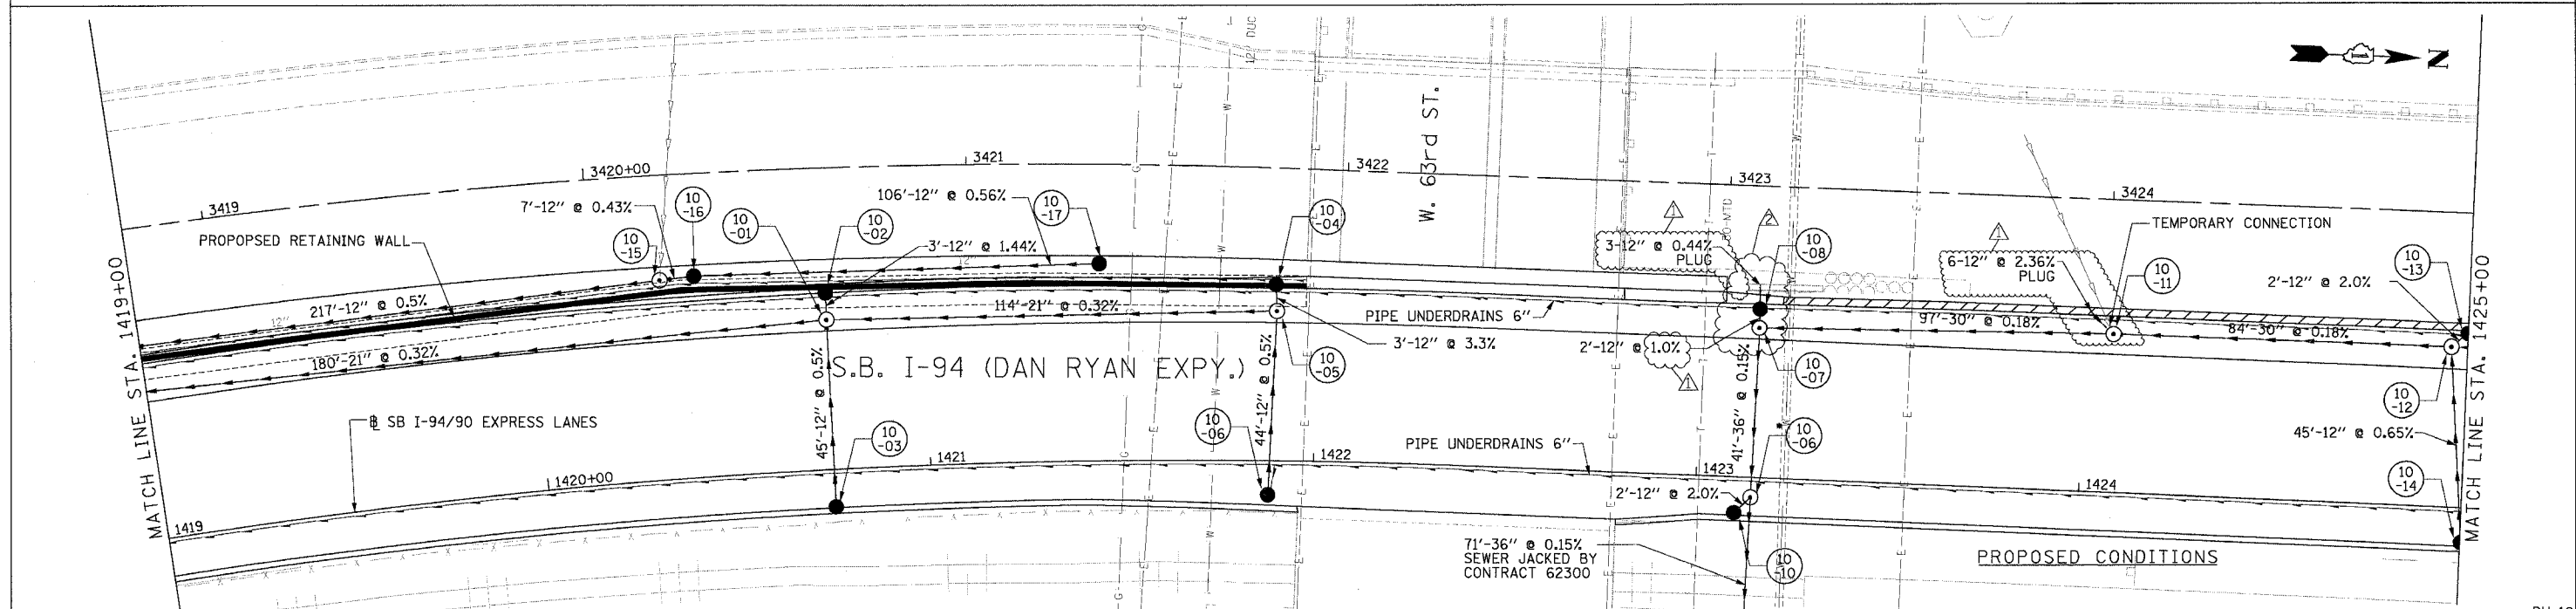 12" DUC
N
W. 63rd ST.
3419
3420+00
3421
3422
3423
3424
7'-12" @ 0.43%
106'-12" @ 0.56%
10
-16
10
-01
10
-02
10
-17
10
-04
PROPOPSED RETAINING WALL
10
-15
3'-12" @ 1.44%
12"
217'-12" @ 0.5%
12"
114'-21" @ 0.32%
180'-21" @ 0.32%
MATCH LINE STA. 1419+00
S.B. I-94 (DAN RYAN EXPY.)
PIPE UNDERDRAINS 6"
3'-12" @ 3.3%
10
-05
1
2
3-12" @ 0.44%
PLUG
10
-08
2'-12" @ 1.0%
1
10
-07
1
6-12" @ 2.36%
PLUG
TEMPORARY CONNECTION
10
-11
10
-13
2'-12" @ 2.0%
97'-30" @ 0.18%
84'-30" @ 0.18%
MATCH LINE STA. 1425+00
10
-12
45'-12" @ 0.65%
10
-14
45'-12" @ 0.5%
44'-12" @ 0.5%
41'-36" @ 0.15%
℄ SB I-94/90 EXPRESS LANES
10
-03
10
-06
PIPE UNDERDRAINS 6"
10
-06
1419
1420+00
1421
1422
1423
1424
2'-12" @ 2.0%
71'-36" @ 0.15%
SEWER JACKED BY
CONTRACT 62300
10
-10
PROPOSED CONDITIONS